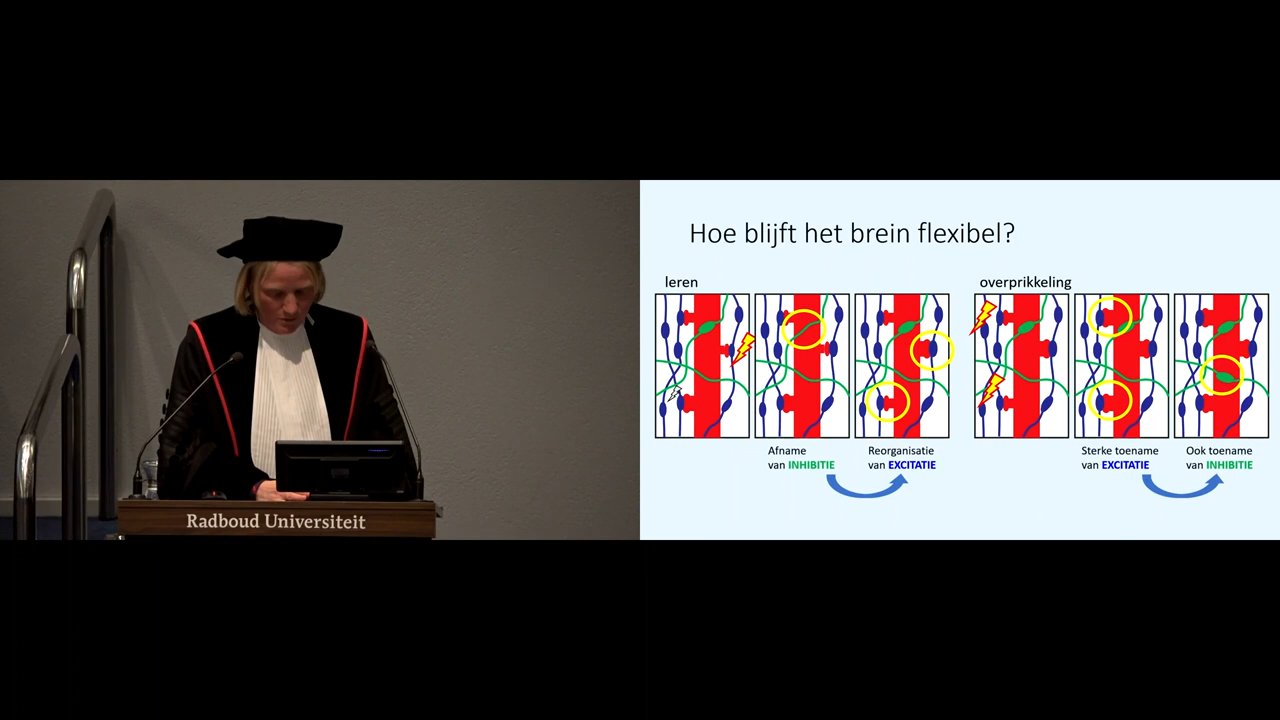 Radboud Universiteit
Hoe blijft het brein flexibel?
leren
overprikkeling
Afname
van INHIBITIE
Reorganisatie
van EXCITATIE
Sterke toename
van EXCITATIE
Ook toename
van INHIBITIE